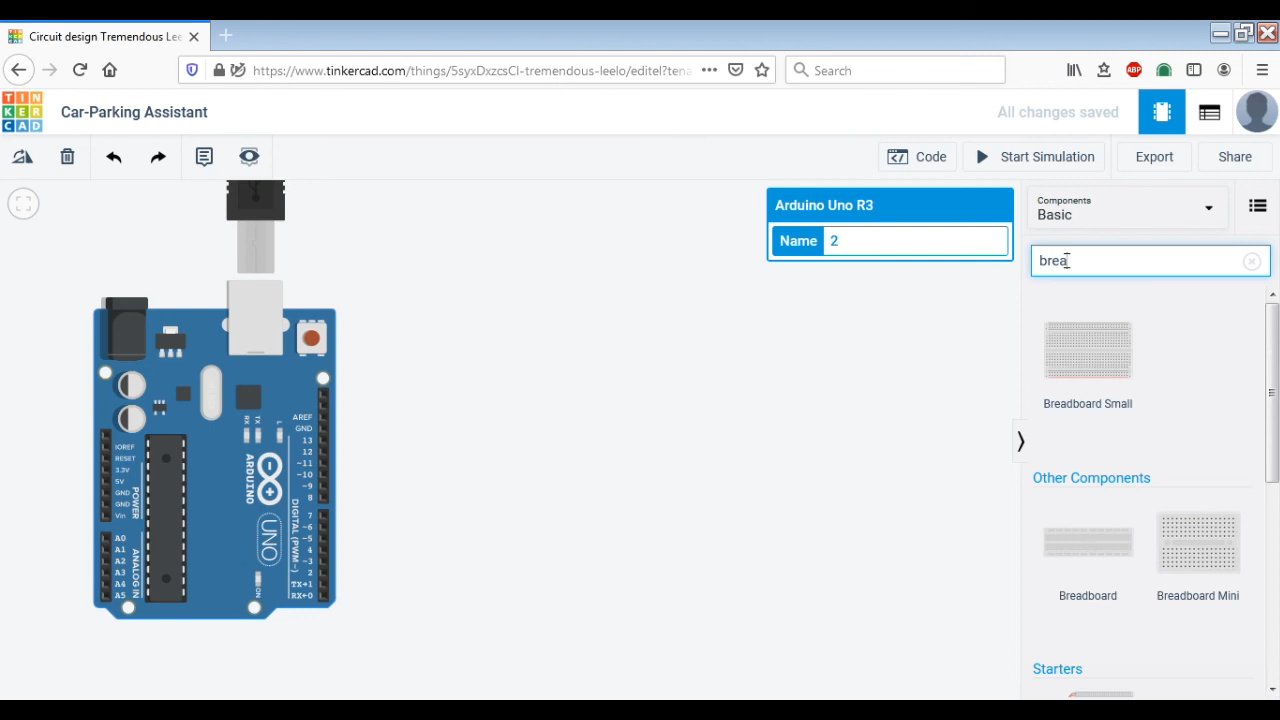 Circuit design Tremendous Lee
https://www.tinkercad.com/things/5syxDxzcsCl-tremendous-leelo/editel?tena
Search
ABP
TIN
KER
CAD
Car-Parking Assistant
All changes saved
Code
Start Simulation
Export
Share
Arduino Uno R3
Name 2
Components
Basic
brea
Breadboard Small
Other Components
Breadboard
Breadboard Mini
Starters
AREF
GND
13
12
~11
~10
~9
8
7
~6
~5
4
~3
2
TX→1
RX←0
IOREF
RESET
3.3V
5V
GND
GND
Vin
A0
A1
A2
A3
A4
A5
POWER
ANALOG IN
RX
TX
L
ARDUINO
UNO
DIGITAL (PWM~)
ON